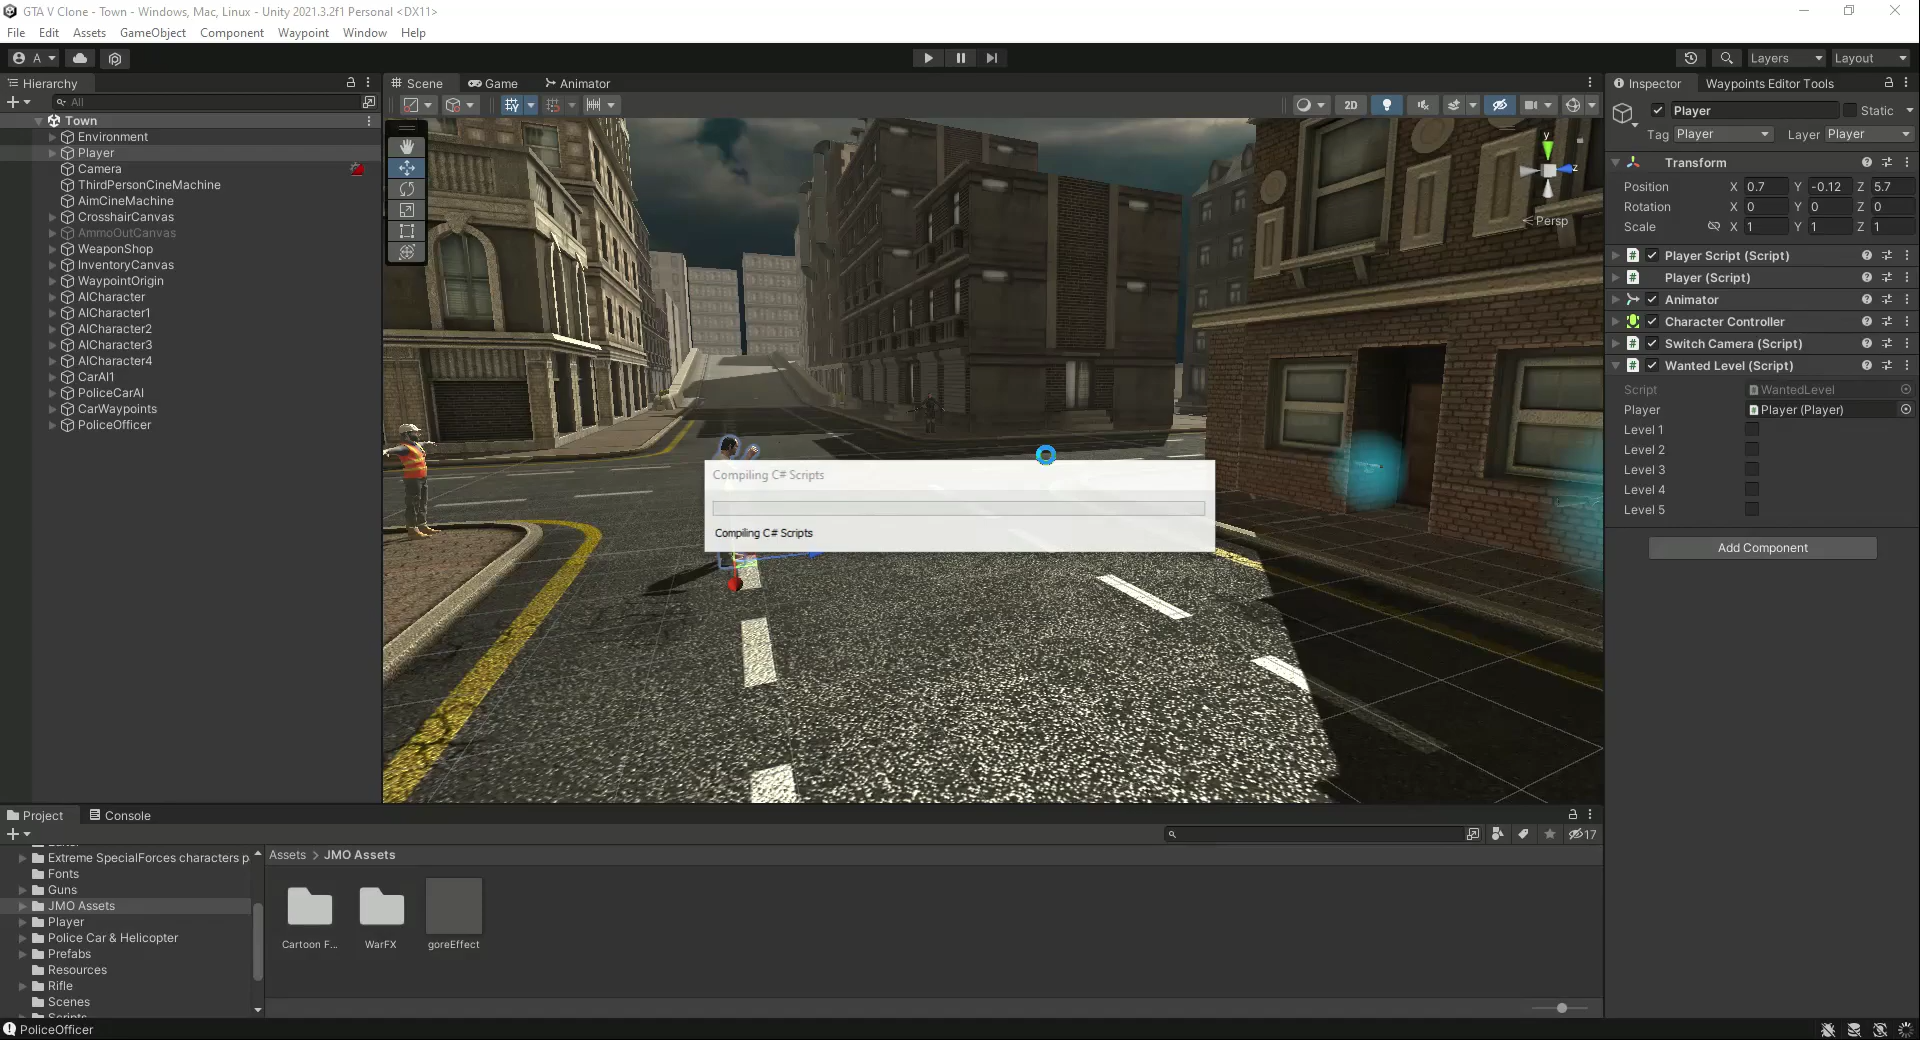 GTA V Clone - Town - Windows, Mac, Linux - Unity 2021.3.2f1 Personal <DX11>
File Edit Assets GameObject Component Waypoint Window Help
A
Layers Layout
Hierarchy
Scene Game Animator
Inspector Waypoints Editor Tools
All
2D
Town
Environment
Player
Camera
ThirdPersonCineMachine
AimCineMachine
CrosshairCanvas
AmmoOutCanvas
WeaponShop
InventoryCanvas
WaypointOrigin
AICharacter
AICharacter1
AICharacter2
AICharacter3
AICharacter4
CarAI1
PoliceCarAI
CarWaypoints
PoliceOfficer
y
z
< Persp
Compiling C# Scripts
Compiling C# Scripts
Player Static
Tag Player Layer Player
Transform
Position X 0.7 Y -0.12 Z 5.7
Rotation X 0 Y 0 Z 0
Scale X 1 Y 1 Z 1
Player Script (Script)
Player (Script)
Animator
Character Controller
Switch Camera (Script)
Wanted Level (Script)
Script WantedLevel
Player Player (Player)
Level 1
Level 2
Level 3
Level 4
Level 5
Add Component
Project Console
17
Extreme SpecialForces characters p
Fonts
Guns
JMO Assets
Player
Police Car & Helicopter
Prefabs
Resources
Rifle
Scenes
Scripts
Assets > JMO Assets
Cartoon F...
WarFX
goreEffect
PoliceOfficer